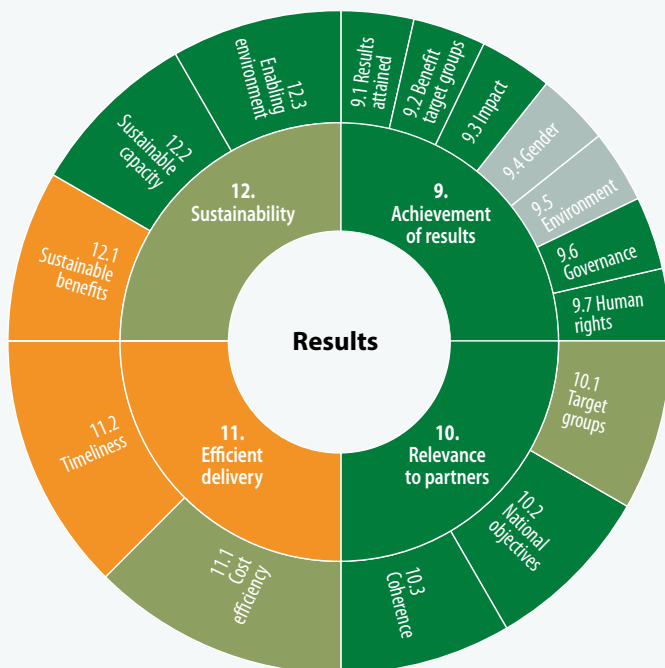 Results
9.
Achievement
of results
9.1 Results
attained
9.2 Benefit
target groups
9.3 Impact
9.4 Gender
9.5
Environment
9.6
Governance
9.7 Human
rights
10.
Relevance
to partners
10.1
Target
groups
10.2
National
objectives
10.3
Coherence
11.
Efficient
delivery
11.1
Cost
efficiency
11.2
Timeliness
12.
Sustainability
12.1
Sustainable
benefits
12.2
Sustainable
capacity
12.3
Enabling
environment